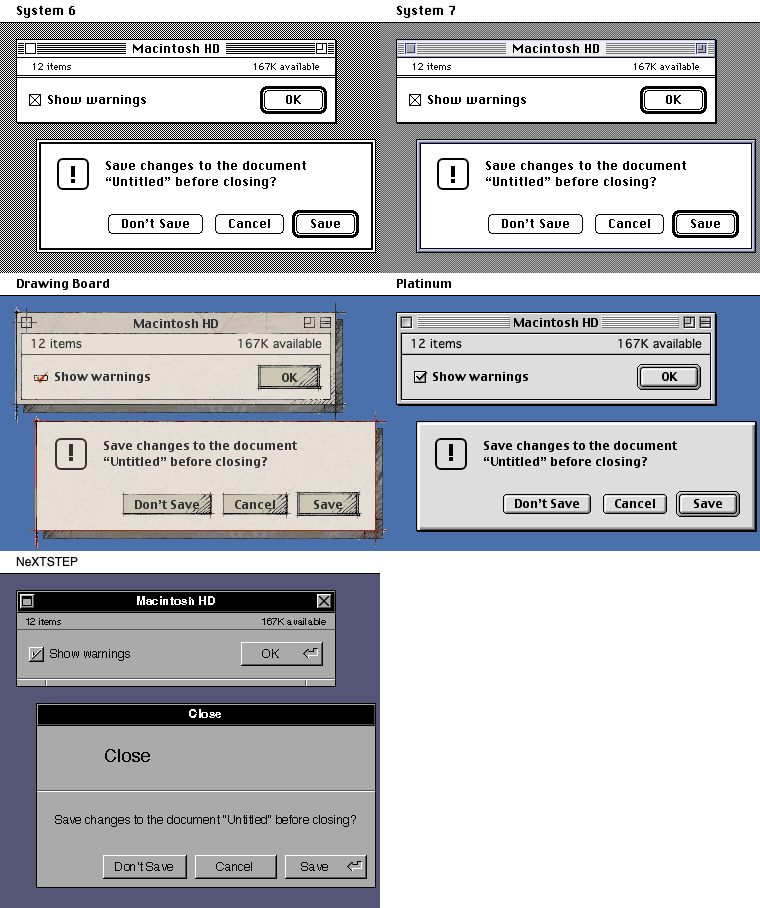 System 6
Macintosh HD
12 items 167K available
Show warnings OK
!
Save changes to the document
“Untitled” before closing?
Don't Save Cancel Save
System 7
Macintosh HD
12 items 167K available
Show warnings OK
!
Save changes to the document
“Untitled” before closing?
Don't Save Cancel Save
Drawing Board
Macintosh HD
12 items 167K available
Show warnings OK
!
Save changes to the document
“Untitled” before closing?
Don't Save Cancel Save
Platinum
Macintosh HD
12 items 167K available
Show warnings OK
!
Save changes to the document
“Untitled” before closing?
Don't Save Cancel Save
NeXTSTEP
Macintosh HD
12 items 167K available
Show warnings OK
Close
Close
Save changes to the document "Untitled" before closing?
Don't Save Cancel Save